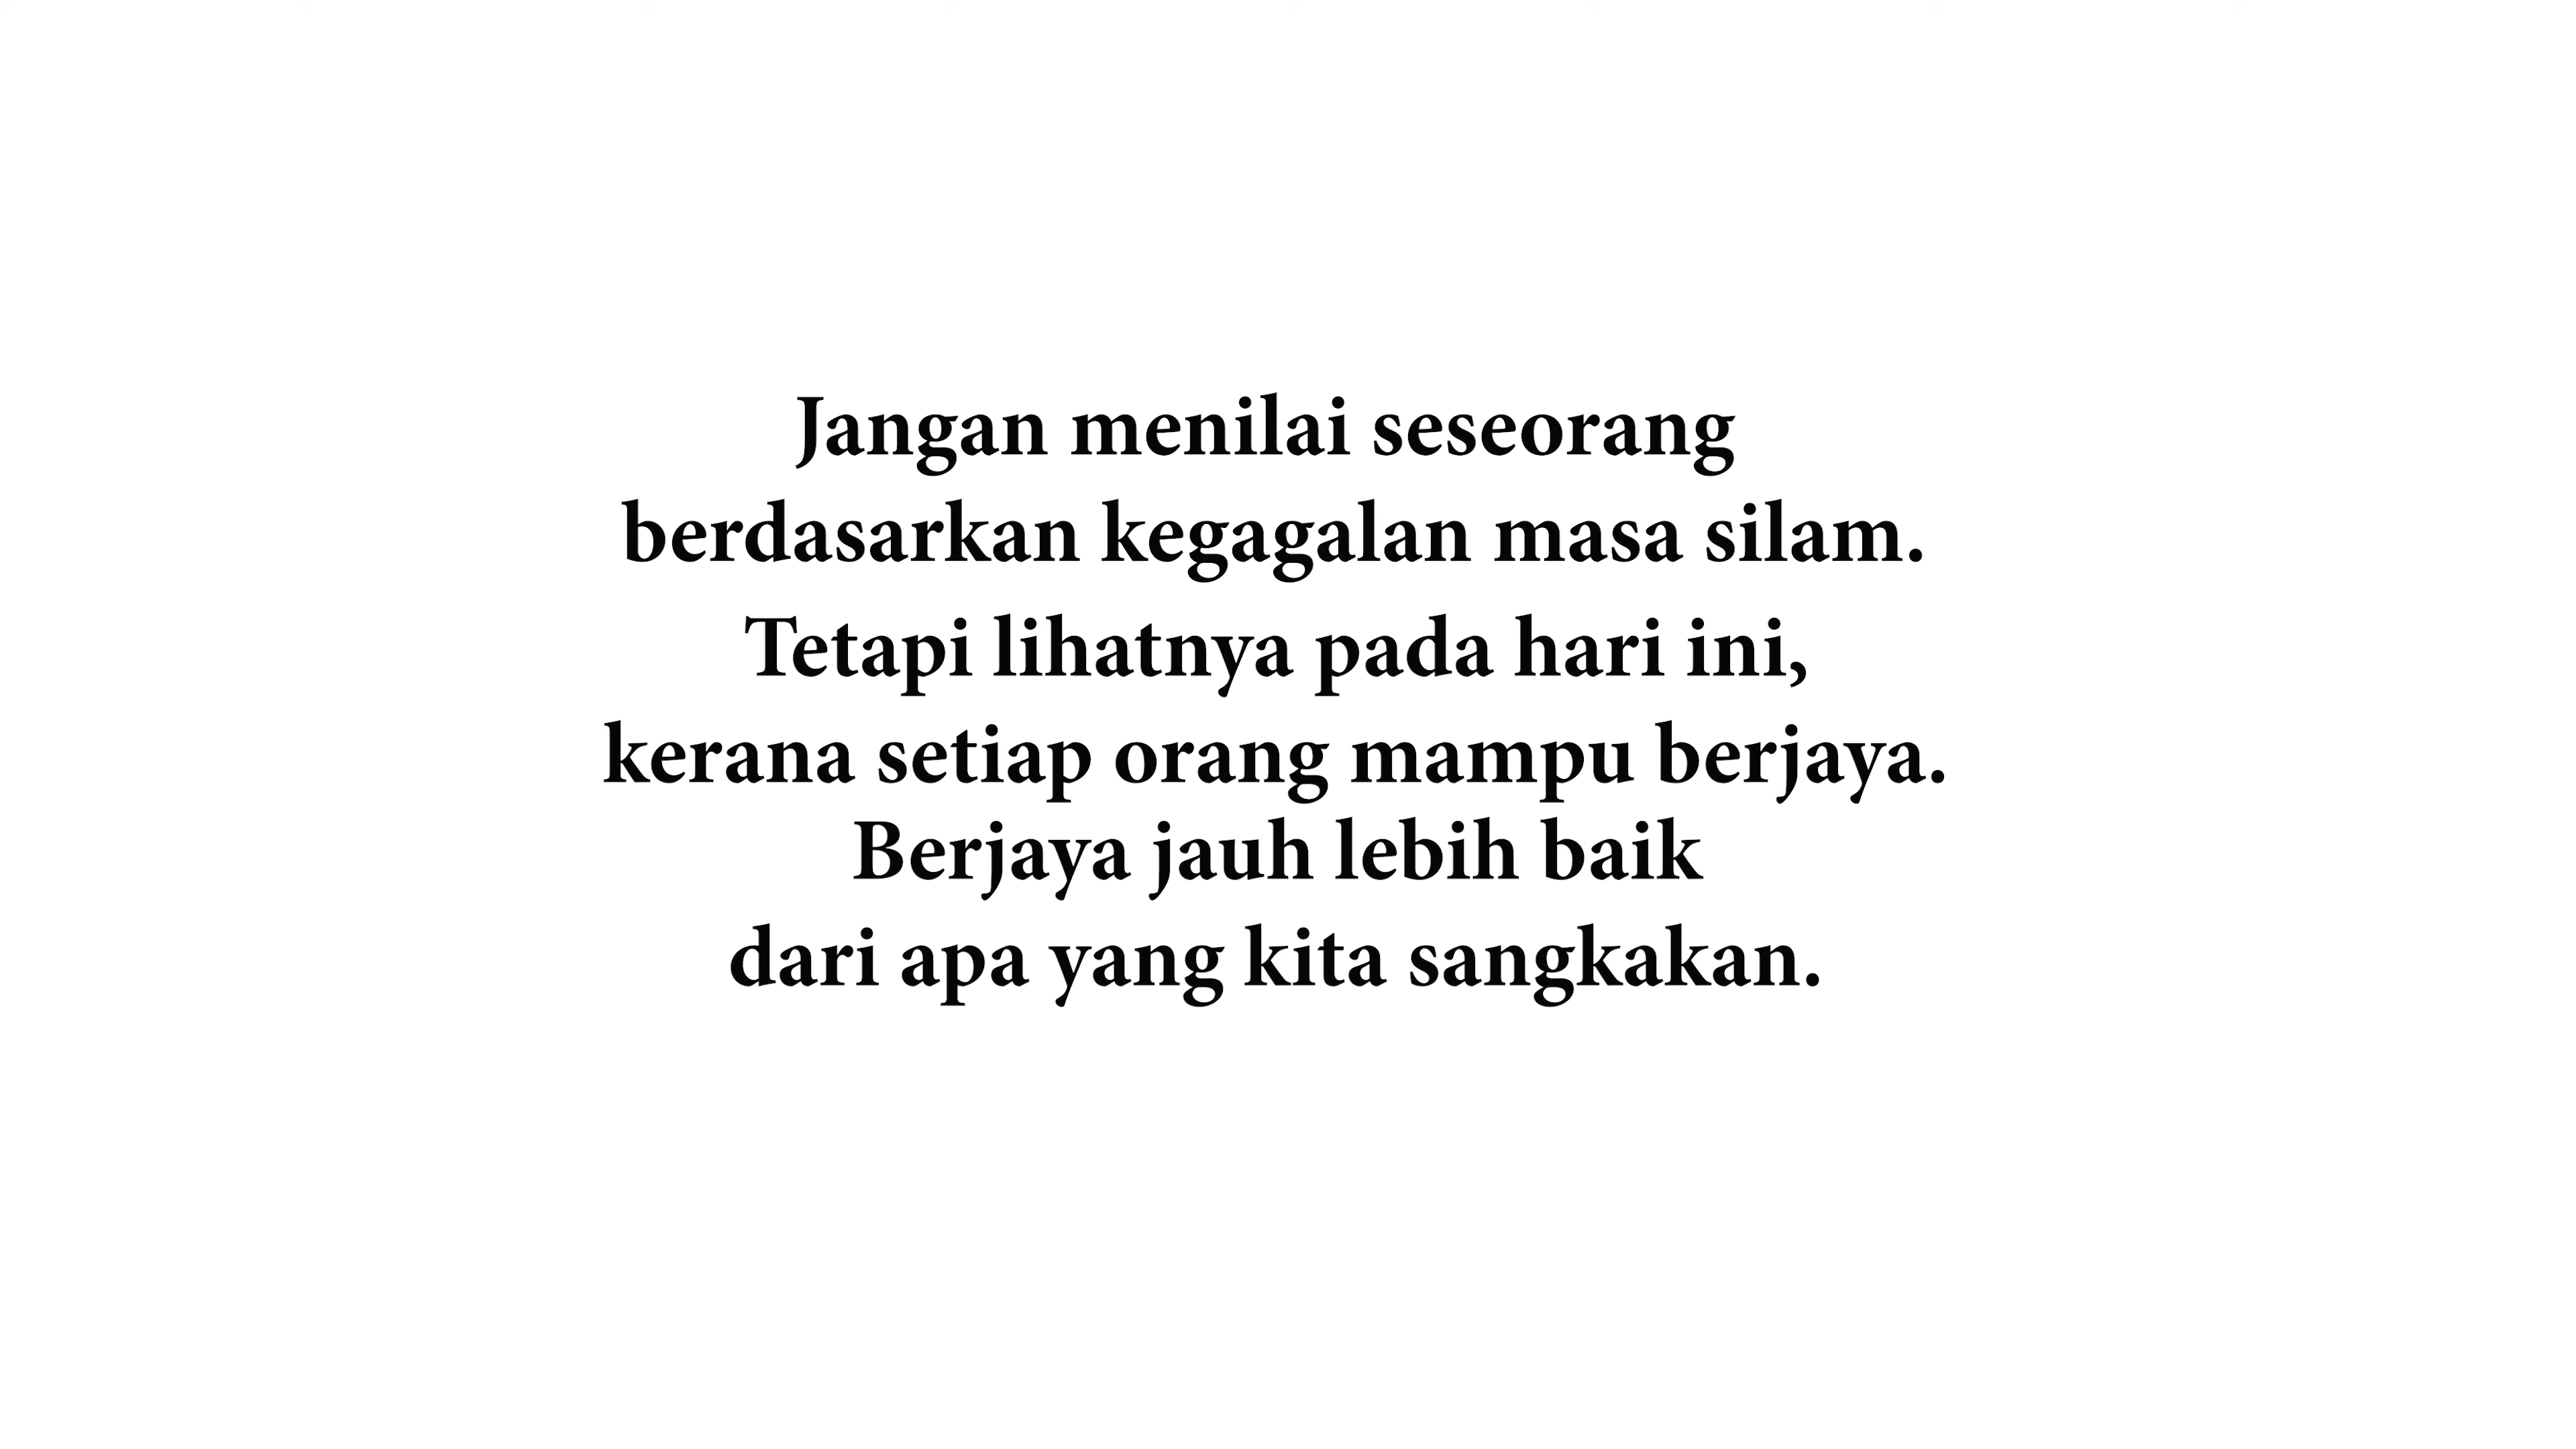 Jangan menilai seseorang
berdasarkan kegagalan masa silam.
Tetapi lihatnya pada hari ini,
kerana setiap orang mampu berjaya.
Berjaya jauh lebih baik
dari apa yang kita sangkakan.